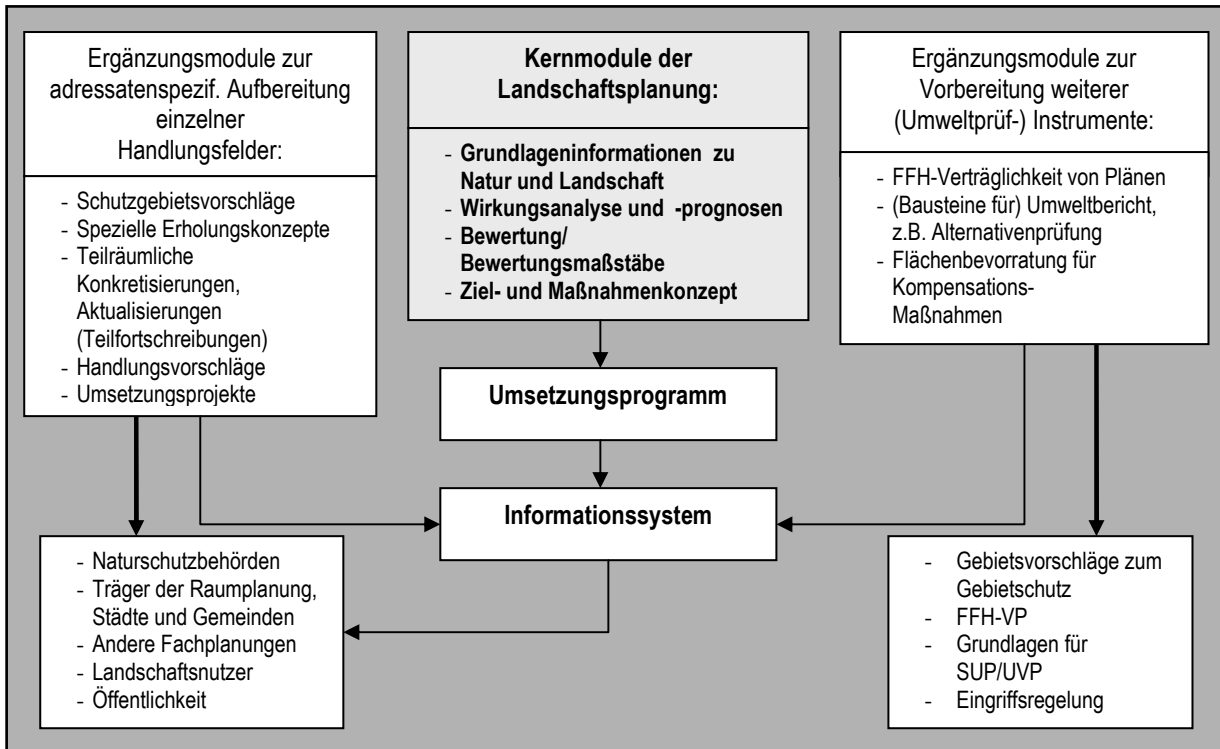 Ergänzungsmodule zur
adressatenspezif. Aufbereitung
einzelner
Handlungsfelder:
- Schutzgebietsvorschläge
- Spezielle Erholungskonzepte
- Teilräumliche
Konkretisierungen,
Aktualisierungen
(Teilfortschreibungen)
- Handlungsvorschläge
- Umsetzungsprojekte
Kernmodule der
Landschaftsplanung:
- Grundlageninformationen zu
Natur und Landschaft
- Wirkungsanalyse und -prognosen
- Bewertung/
Bewertungsmaßstäbe
- Ziel- und Maßnahmenkonzept
Ergänzungsmodule zur
Vorbereitung weiterer
(Umweltprüf-) Instrumente:
- FFH-Verträglichkeit von Plänen
- (Bausteine für) Umweltbericht,
z.B. Alternativenprüfung
- Flächenbevorratung für
Kompensations-
Maßnahmen
Umsetzungsprogramm
Informationssystem
- Naturschutzbehörden
- Träger der Raumplanung,
Städte und Gemeinden
- Andere Fachplanungen
- Landschaftsnutzer
- Öffentlichkeit
- Gebietsvorschläge zum
Gebietschutz
- FFH-VP
- Grundlagen für
SUP/UVP
- Eingriffsregelung